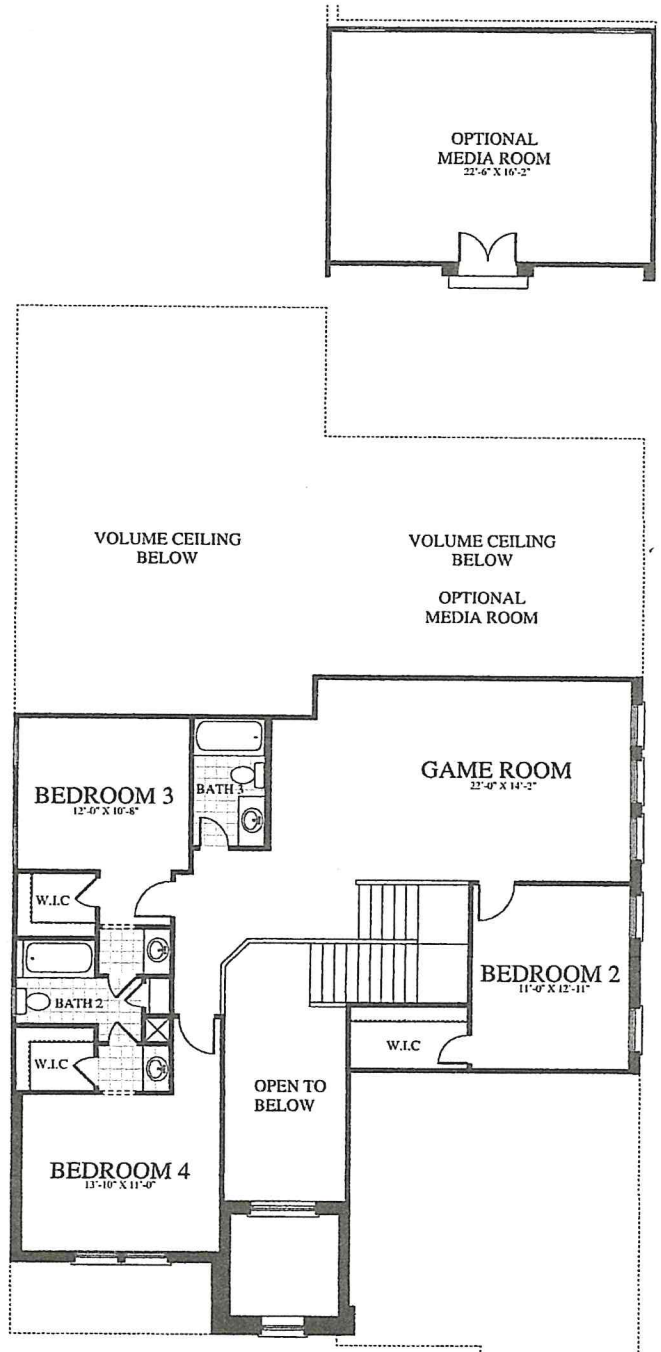 OPTIONAL
MEDIA ROOM
22'-6" X 16'-2"
VOLUME CEILING
BELOW
VOLUME CEILING
BELOW
OPTIONAL
MEDIA ROOM
GAME ROOM
22'-0" X 14'-2"
BEDROOM 3
12'-0" X 10'-8"
BATH 3
W.I.C
BEDROOM 2
11'-0" X 12'-11"
BATH 2
W.I.C
W.I.C
OPEN TO
BELOW
BEDROOM 4
13'-10" X 11'-0"